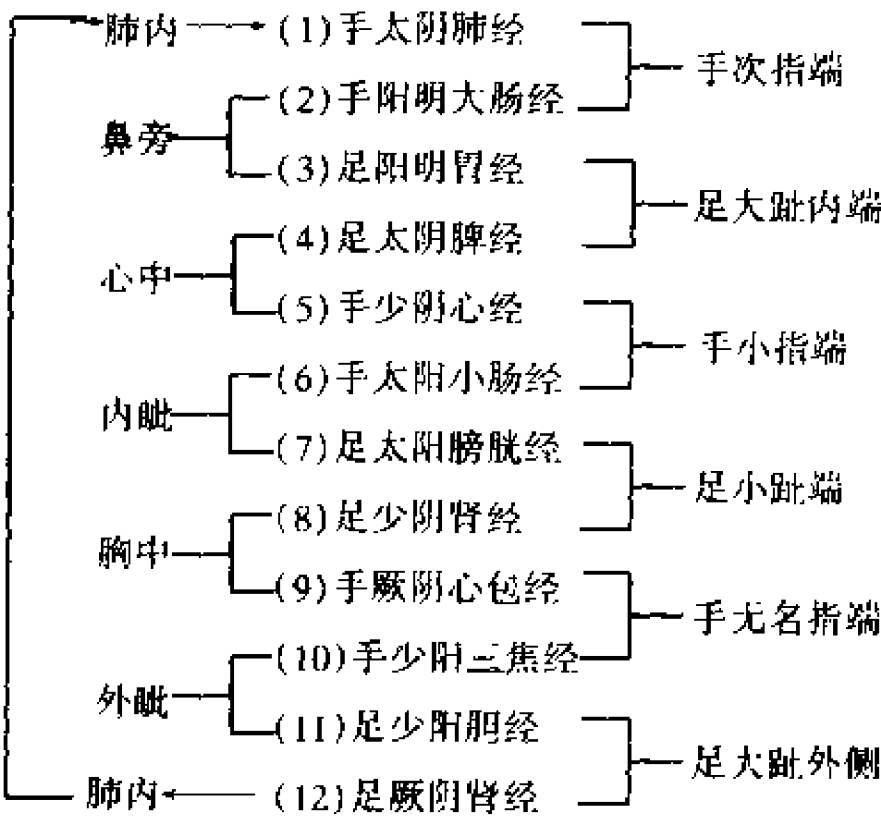 肺内 (1)手太阴肺经
手次指端
(2)手阳明大肠经
鼻旁
(3)足阳明胃经
足大趾内端
(4)足太阴脾经
心中
(5)手少阴心经
手小指端
(6)手太阳小肠经
内眦
(7)足太阳膀胱经
足小趾端
(8)足少阴肾经
胸中
(9)手厥阴心包经
手无名指端
(10)手少阳三焦经
外眦
(11)足少阳胆经
足大趾外侧
肺内 (12)足厥阴肾经